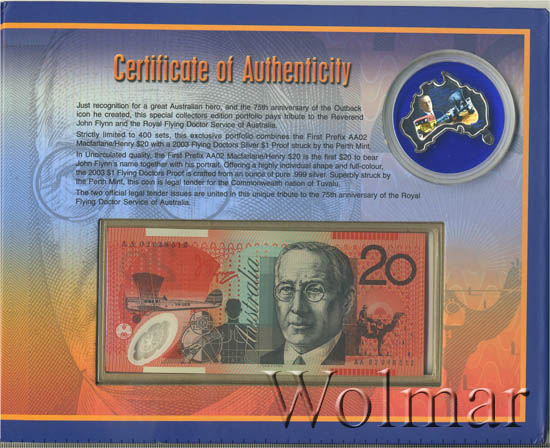 Certificate of Authenticity
Just recognition for a great Australian hero, and the 75th anniversary of the Outback
icon he created, this special collectors edition portfolio pays tribute to the Reverend
John Flynn and the Royal Flying Doctor Service of Australia.
Strictly limited to 400 sets, this exclusive portfolio combines the First Prefix AA02
Macfarlane/Henry $20 with a 2003 Flying Doctors Silver $1 Proof struck by the Perth Mint.
In Uncirculated quality, the First Prefix AA02 Macfarlane/Henry $20 is the first $20 to bear
John Flynn's name together with his portrait. Offering a highly individual shape and full-colour,
the 2003 $1 Flying Doctors Proof is crafted from an ounce of pure .999 silver. Superbly struck by
the Perth Mint, this coin is legal tender for the Commonwealth nation of Tuvalu.
The two official legal tender issues are united in this unique tribute to the 75th anniversary of the Royal
Flying Doctor Service of Australia.
Australia
20
Wolmar